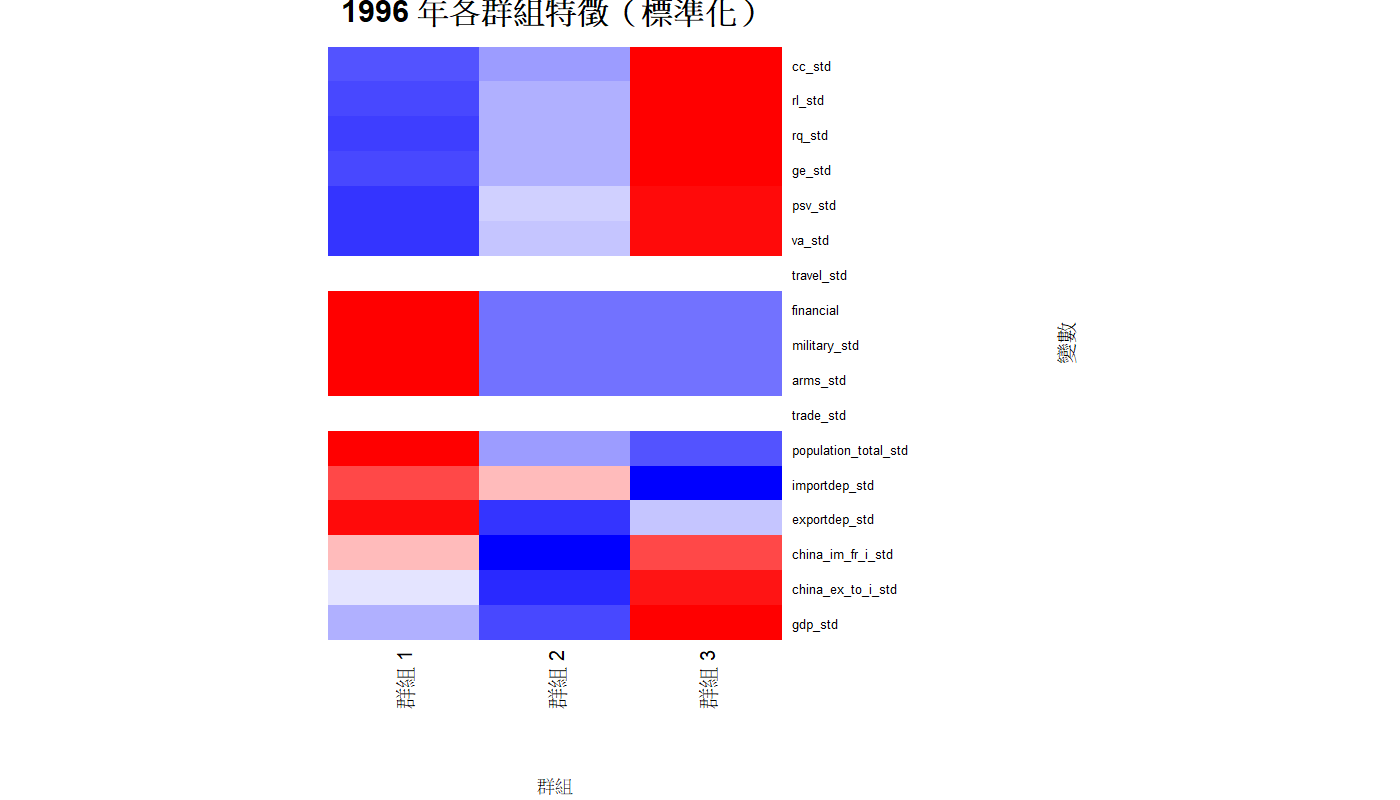 1996 年各群組特徵（標準化）
cc_std
rl_std
rq_std
ge_std
psv_std
va_std
travel_std
financial
military_std
arms_std
trade_std
population_total_std
importdep_std
exportdep_std
china_im_fr_i_std
china_ex_to_i_std
gdp_std
變數
群組 1
群組 2
群組 3
群組